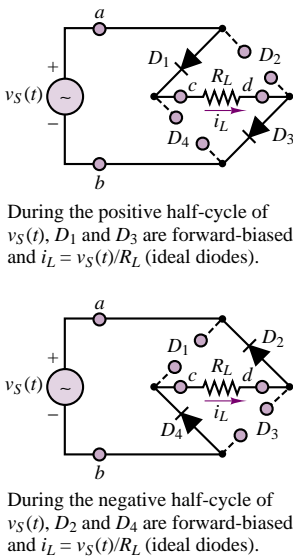 a
D1
D2
+
c
RL
d
vS(t)
~
iL
−
D4
D3
b
During the positive half-cycle of
vS(t), D1 and D3 are forward-biased
and iL = vS(t)/RL (ideal diodes).
a
D1
D2
+
c
RL
d
vS(t)
~
iL
−
D4
D3
b
During the negative half-cycle of
vS(t), D2 and D4 are forward-biased
and iL = vS(t)/RL (ideal diodes).